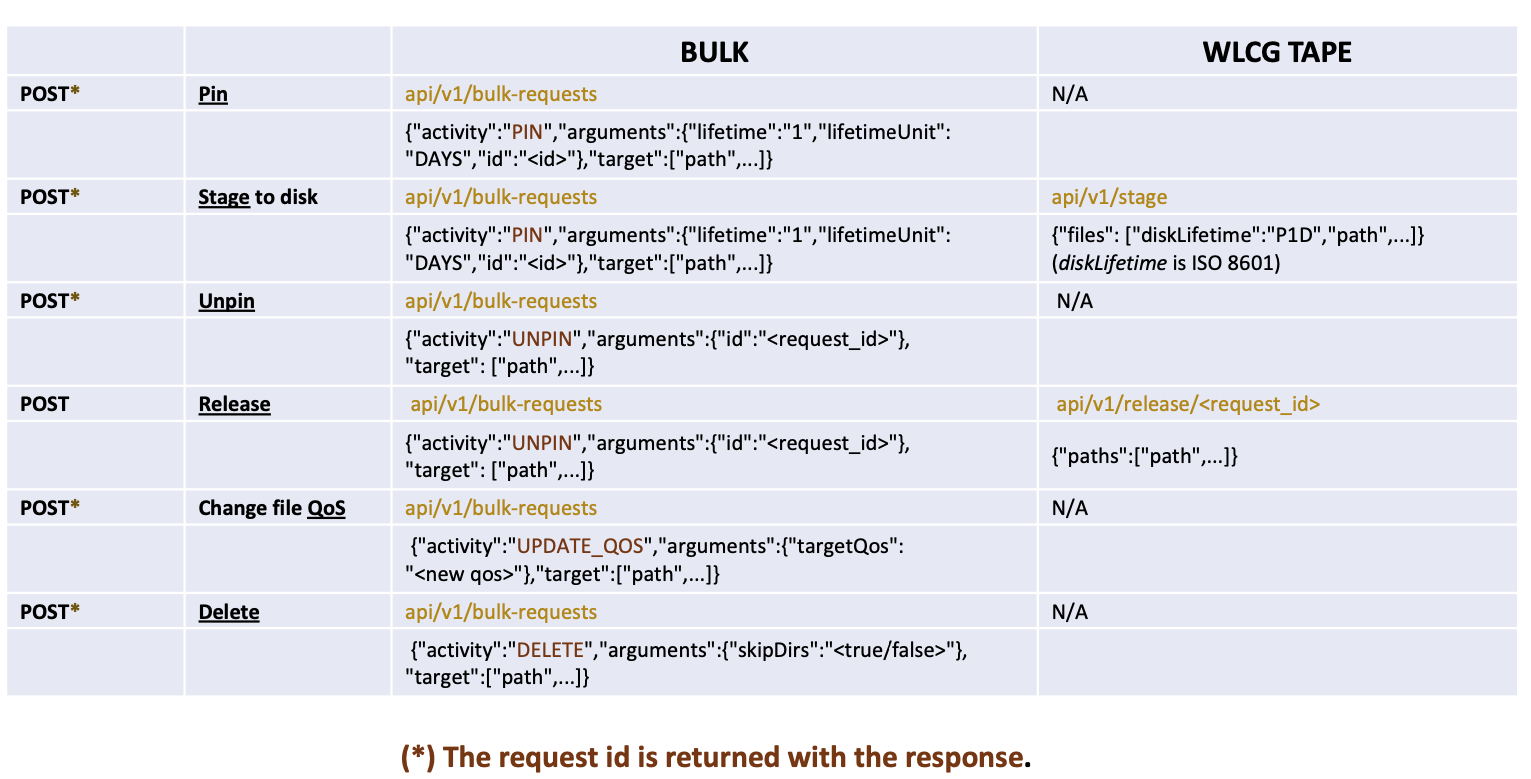 BULK WLCG TAPE
POST* Pin api/v1/bulk-requests N/A
{"activity":"PIN","arguments":{"lifetime":"1","lifetimeUnit":
"DAYS","id":"<id>"},"target":["path",...]}
POST* Stage to disk api/v1/bulk-requests api/v1/stage
{"activity":"PIN","arguments":{"lifetime":"1","lifetimeUnit":
"DAYS","id":"<id>"},"target":["path",...]}
{"files": ["diskLifetime":"P1D","path",...]}
(diskLifetime is ISO 8601)
POST* Unpin api/v1/bulk-requests N/A
{"activity":"UNPIN","arguments":{"id":"<request_id>"},
"target": ["path",...]}
POST Release api/v1/bulk-requests api/v1/release/<request_id>
{"activity":"UNPIN","arguments":{"id":"<request_id>"},
"target": ["path",...]}
{"paths":["path",...]}
POST* Change file QoS api/v1/bulk-requests N/A
{"activity":"UPDATE_QOS","arguments":{"targetQos":
"<new qos>"},"target":["path",...]}
POST* Delete api/v1/bulk-requests N/A
{"activity":"DELETE","arguments":{"skipDirs":"<true/false>"},
"target":["path",...]}
(*) The request id is returned with the response.